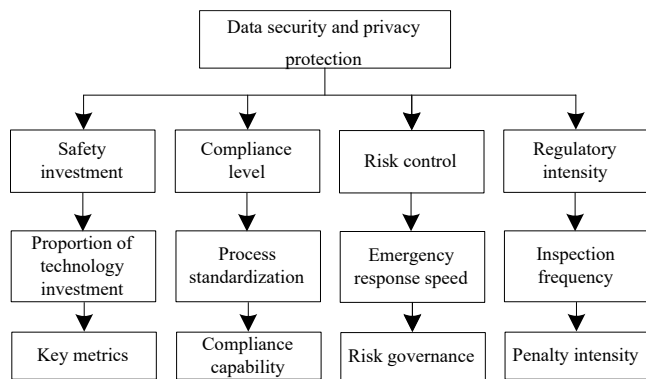 Data security and privacy
protection
Safety
investment
Compliance
level
Risk control
Regulatory
intensity
Proportion of
technology
investment
Process
standardization
Emergency
response speed
Inspection
frequency
Key metrics
Compliance
capability
Risk governance
Penalty intensity